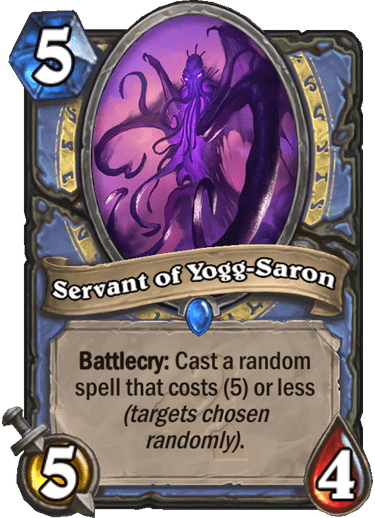 5
Servant of Yogg-Saron
Battlecry: Cast a random
spell that costs (5) or less
(targets chosen
randomly).
5
4